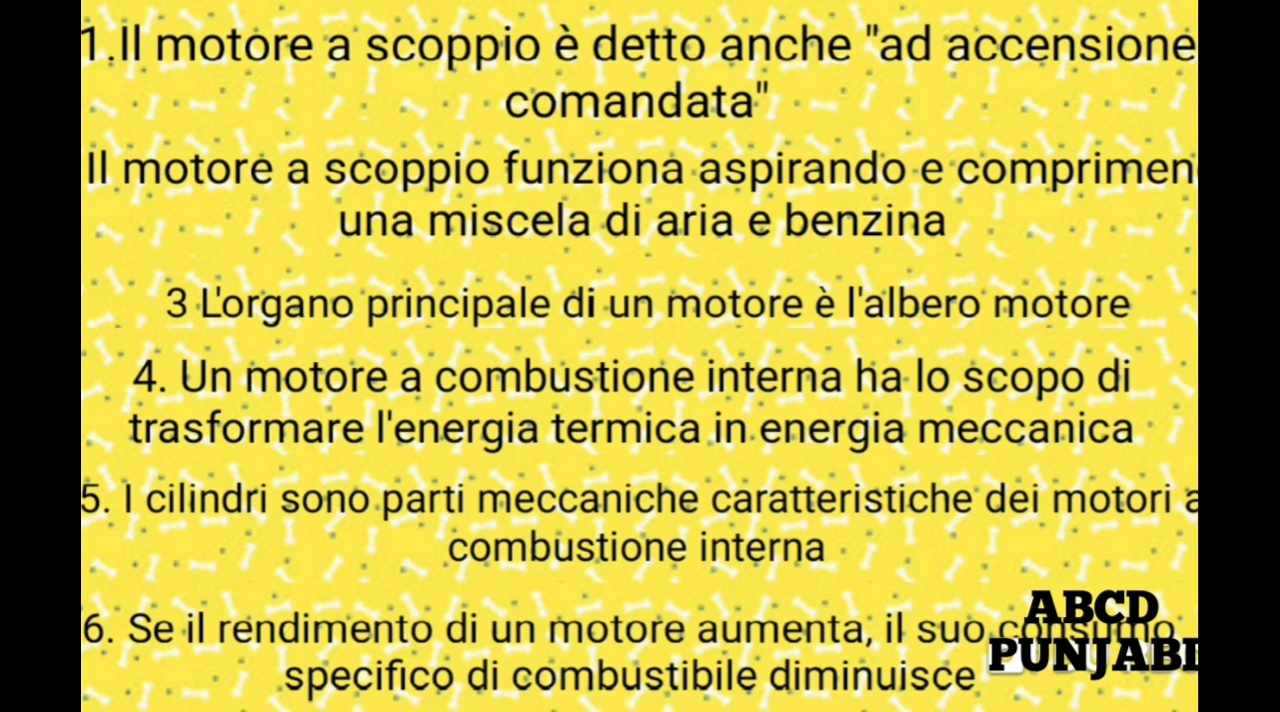 1.Il motore a scoppio è detto anche "ad accensione
comandata"
Il motore a scoppio funziona aspirando e comprimen
una miscela di aria e benzina
3 L'organo principale di un motore è l'albero motore
4. Un motore a combustione interna ha lo scopo di
trasformare l'energia termica in energia meccanica
5. I cilindri sono parti meccaniche caratteristiche dei motori a
combustione interna
6. Se il rendimento di un motore aumenta, il suo consumo
specifico di combustibile diminuisce
ABCD
PUNJABI